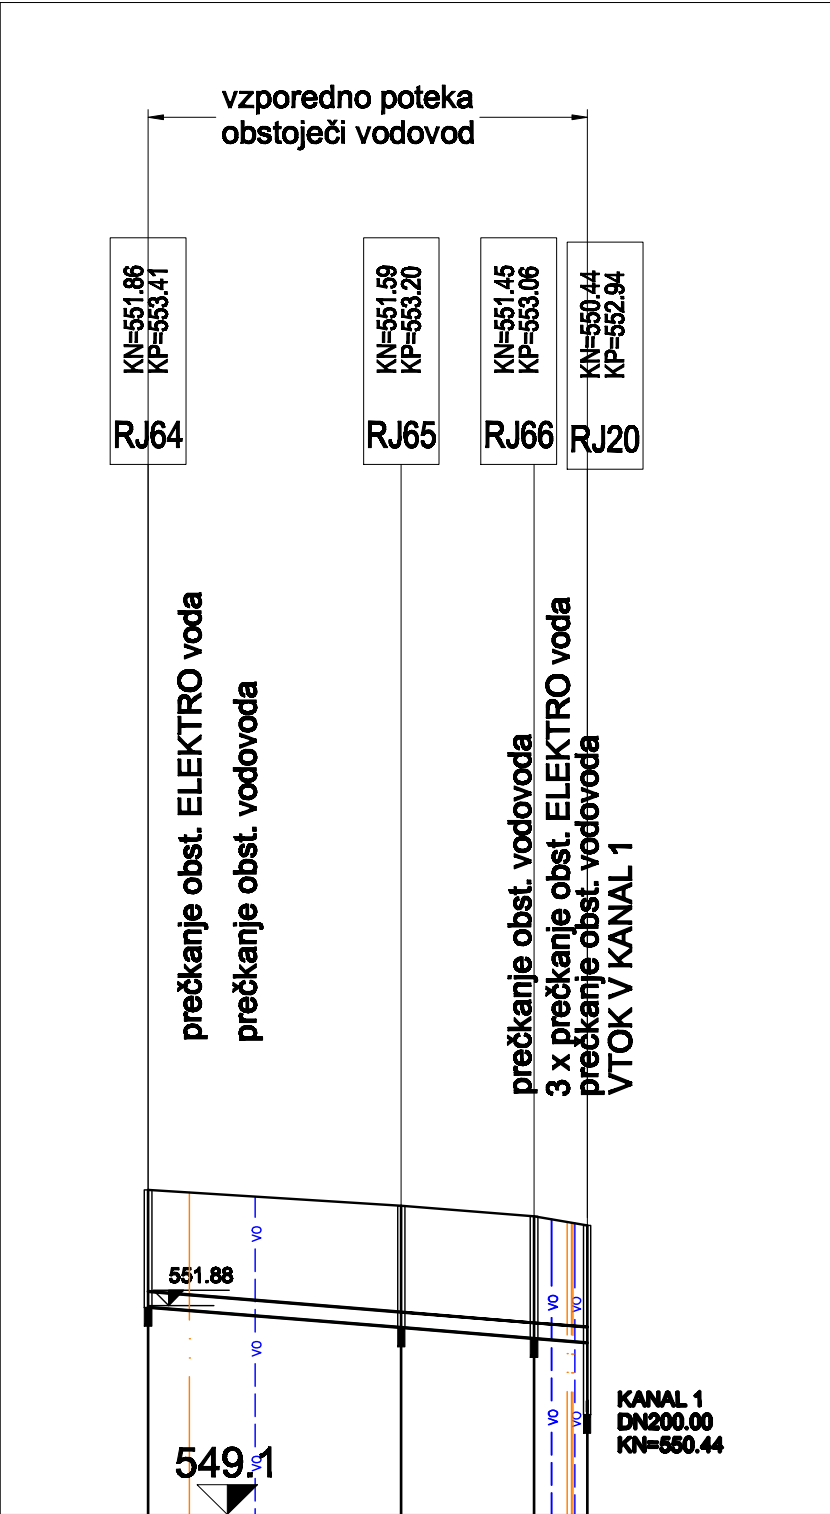 vzporedno poteka
obstoječi vodovod
KN=551.86
KP=553.41
RJ64
KN=551.59
KP=553.20
RJ65
KN=551.45
KP=553.06
RJ66
KN=550.44
KP=552.94
RJ20
prečkanje obst. ELEKTRO voda
prečkanje obst. vodovoda
prečkanje obst. vodovoda
3 x prečkanje obst. ELEKTRO voda
prečkanje obst. vodovoda
VTOK V KANAL 1
VO
VO
VO
VO
VO
VO
VO
551.88
549.1
KANAL 1
DN200.00
KN=550.44